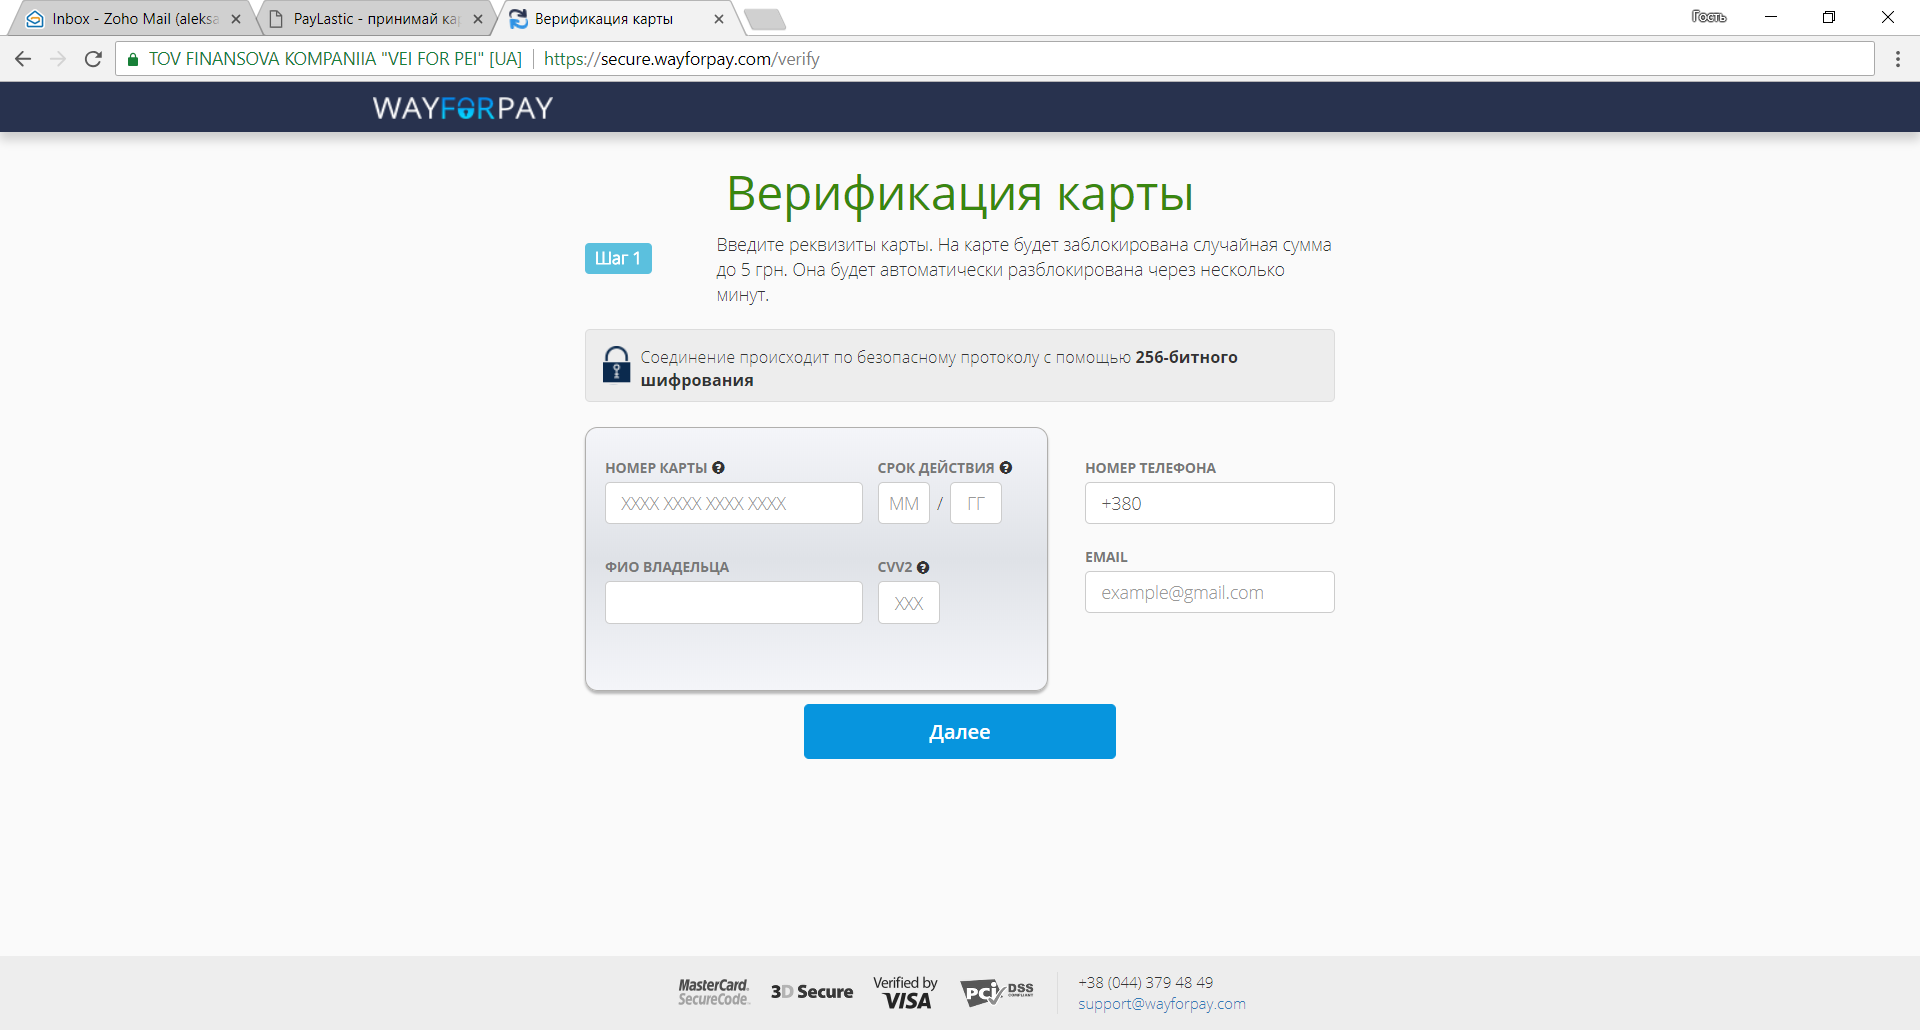 Inbox - Zoho Mail (aleksa
PayLastic - принимай ка
Верификация карты
Гость
TOV FINANSOVA KOMPANIIA "VEI FOR PEI" [UA]
https://secure.wayforpay.com/verify
WAYFORPAY
Верификация карты
Шаг 1
Введите реквизиты карты. На карте будет заблокирована случайная сумма
до 5 грн. Она будет автоматически разблокирована через несколько
минут.
Соединение происходит по безопасному протоколу с помощью 256-битного
шифрования
НОМЕР КАРТЫ
СРОК ДЕЙСТВИЯ
НОМЕР ТЕЛЕФОНА
XXXX XXXX XXXX XXXX
ММ / ГГ
+380
ФИО ВЛАДЕЛЬЦА
CVV2
EMAIL
XXX
example@gmail.com
Далее
MasterCard.
SecureCode.
3D Secure
Verified by
VISA
PCI DSS
COMPLIANT
+38 (044) 379 48 49
support@wayforpay.com